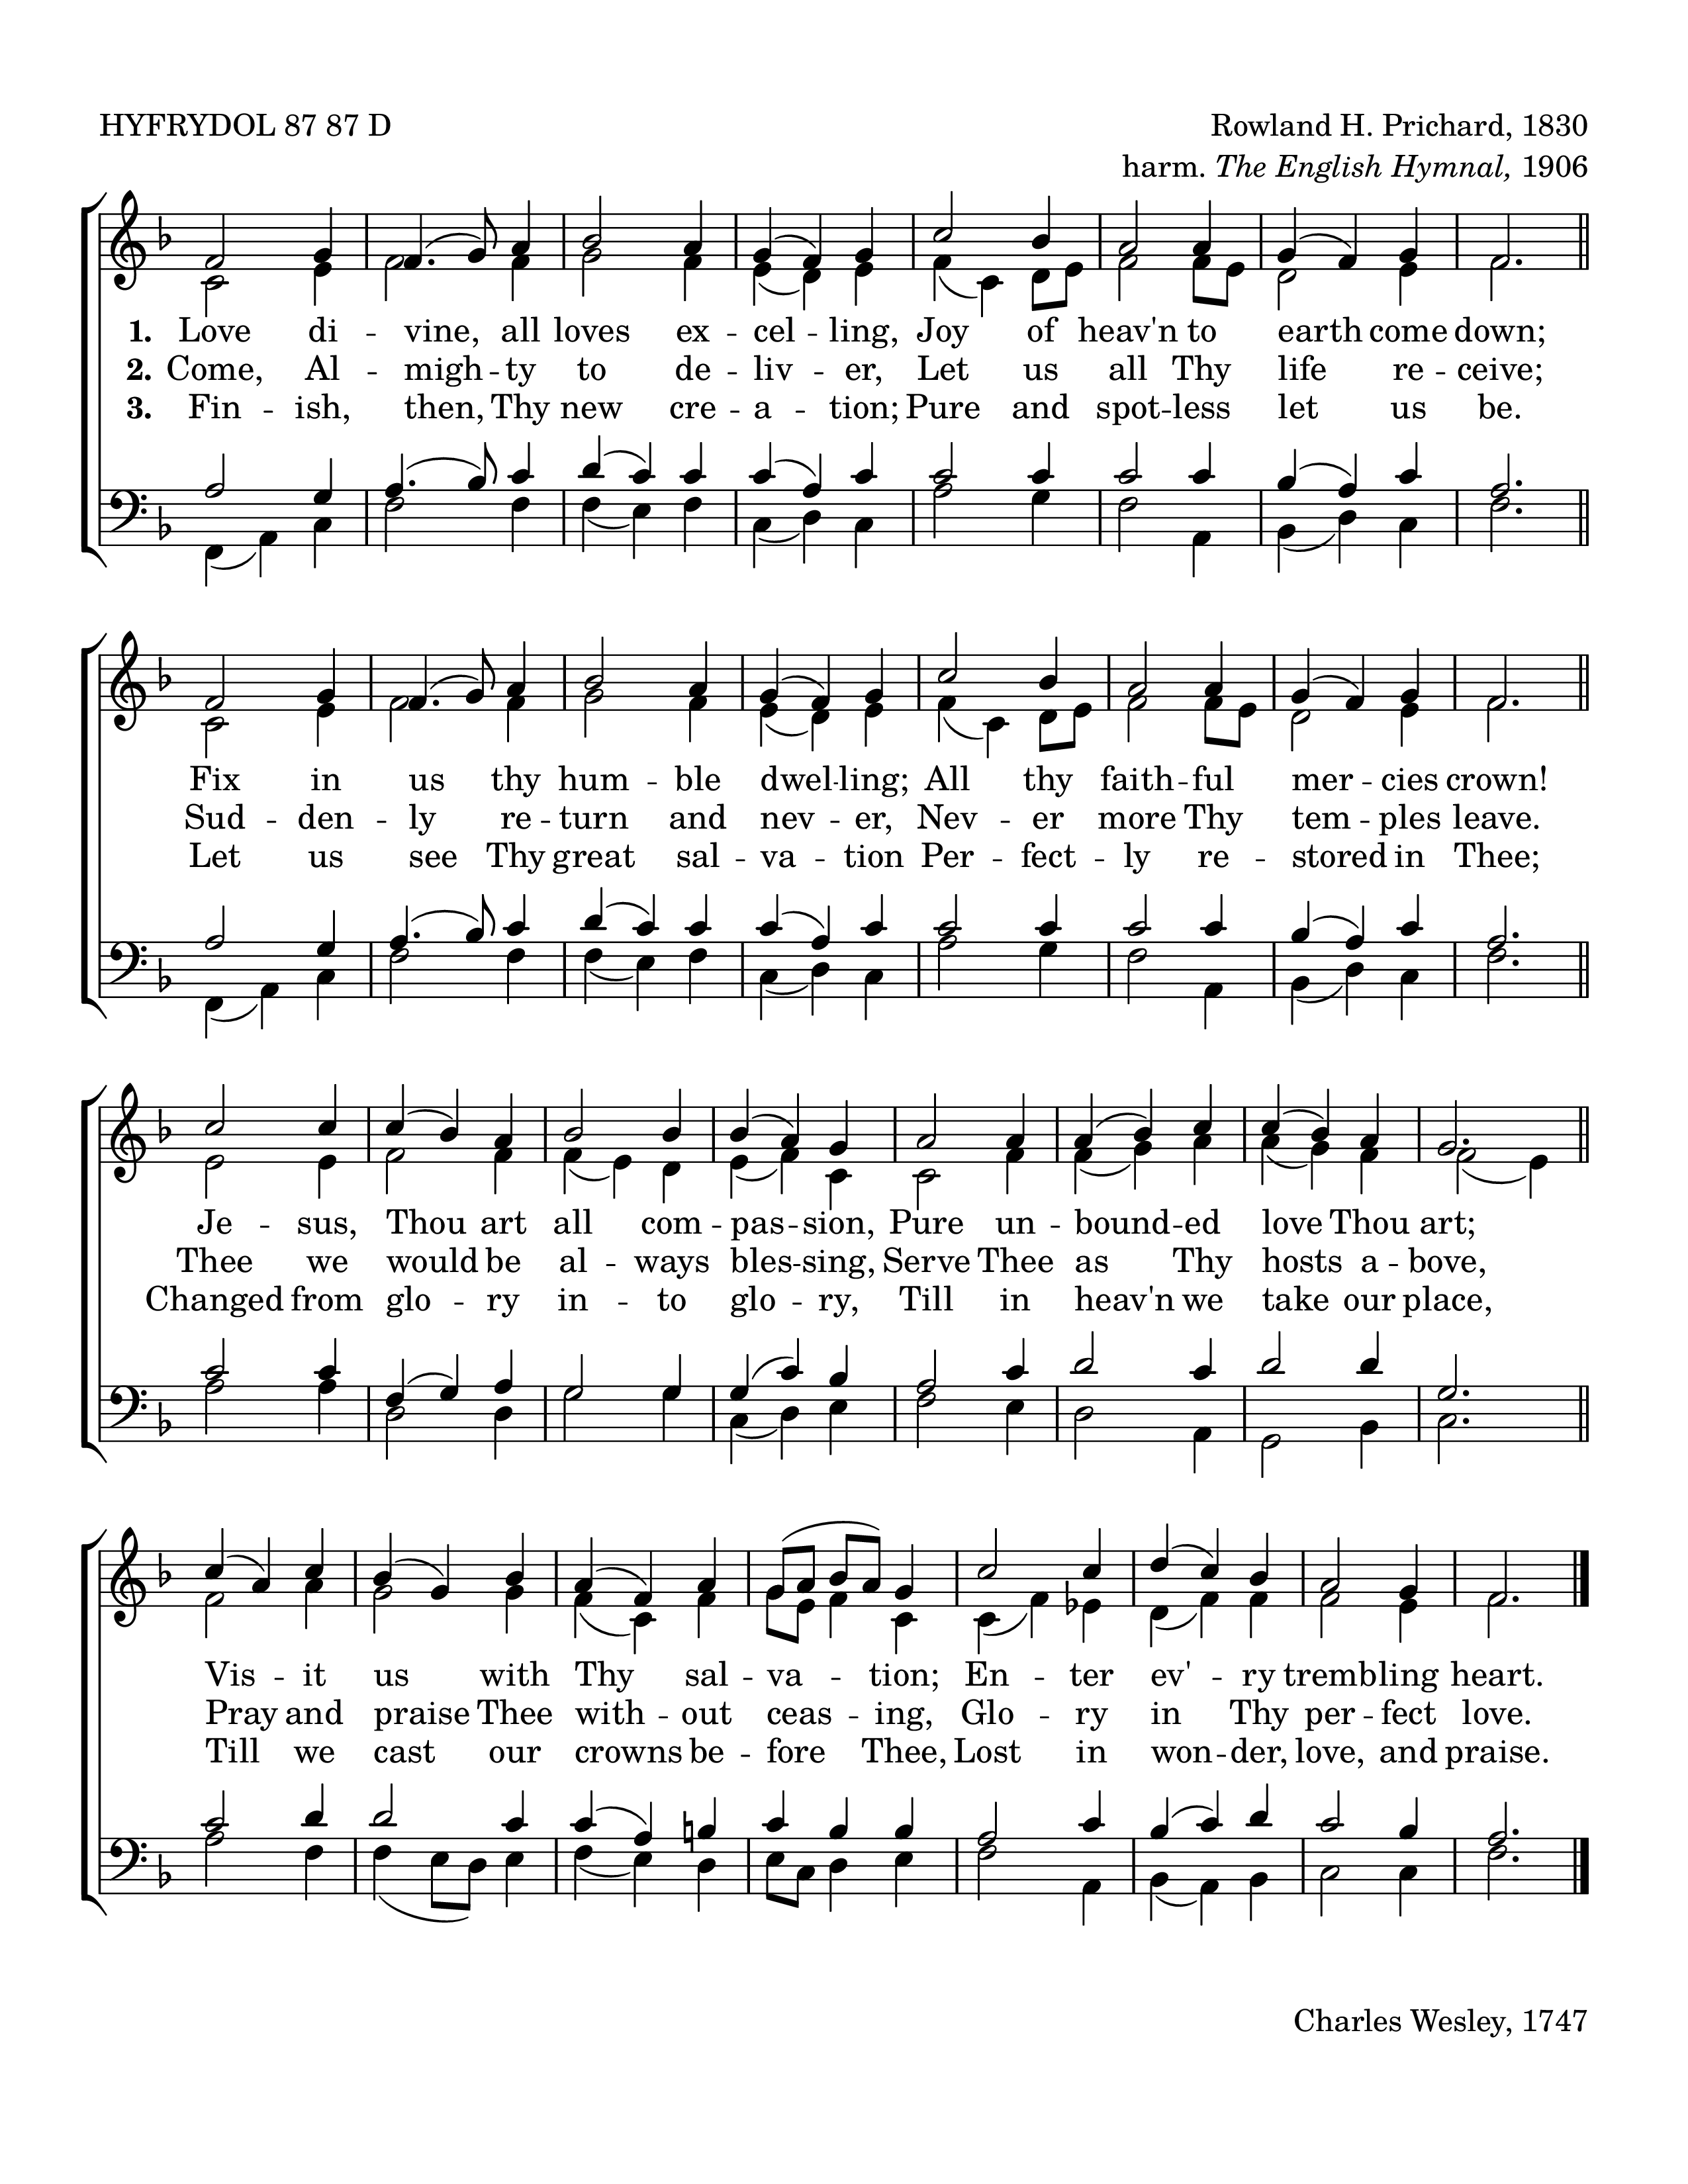 HYFRYDOL 87 87 D
Rowland H. Prichard, 1830
harm. The English Hymnal, 1906
1. Love di -- vine, all loves ex -- cel -- ling, Joy of heav'n to earth come down;
2. Come, Al -- migh -- ty to de -- liv -- er, Let us all Thy life re -- ceive;
3. Fin -- ish, then, Thy new cre -- a -- tion; Pure and spot -- less let us be.
Fix in us thy hum -- ble dwel -- ling; All thy faith -- ful mer -- cies crown!
Sud -- den -- ly re -- turn and nev -- er, Nev -- er more Thy tem -- ples leave.
Let us see Thy great sal -- va -- tion Per -- fect -- ly re -- stored in Thee;
Je -- sus, Thou art all com -- pas -- sion, Pure un -- bound -- ed love Thou art;
Thee we would be al -- ways bles -- sing, Serve Thee as Thy hosts a -- bove,
Changed from glo -- ry in -- to glo -- ry, Till in heav'n we take our place,
Vis -- it us with Thy sal -- va -- tion; En -- ter ev' -- ry trembling heart.
Pray and praise Thee with -- out ceas -- ing, Glo -- ry in Thy per -- fect love.
Till we cast our crowns be -- fore Thee, Lost in won -- der, love, and praise.
Charles Wesley, 1747